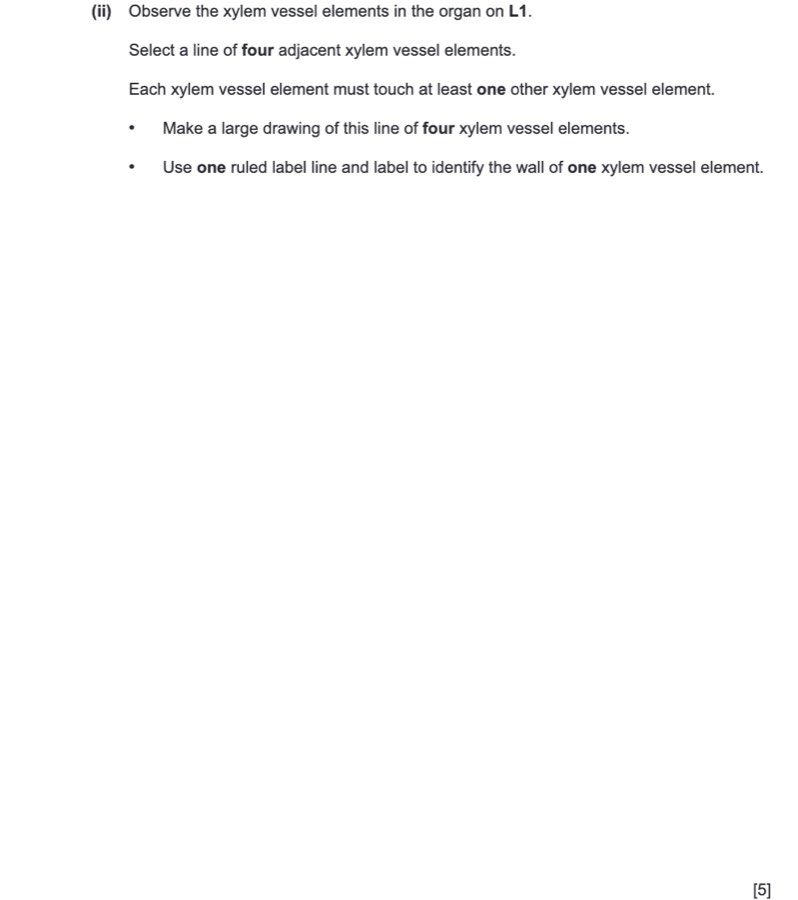 (ii) Observe the xylem vessel elements in the organ on L1.
Select a line of four adjacent xylem vessel elements.
Each xylem vessel element must touch at least one other xylem vessel element.
• Make a large drawing of this line of four xylem vessel elements.
• Use one ruled label line and label to identify the wall of one xylem vessel element.
[5]